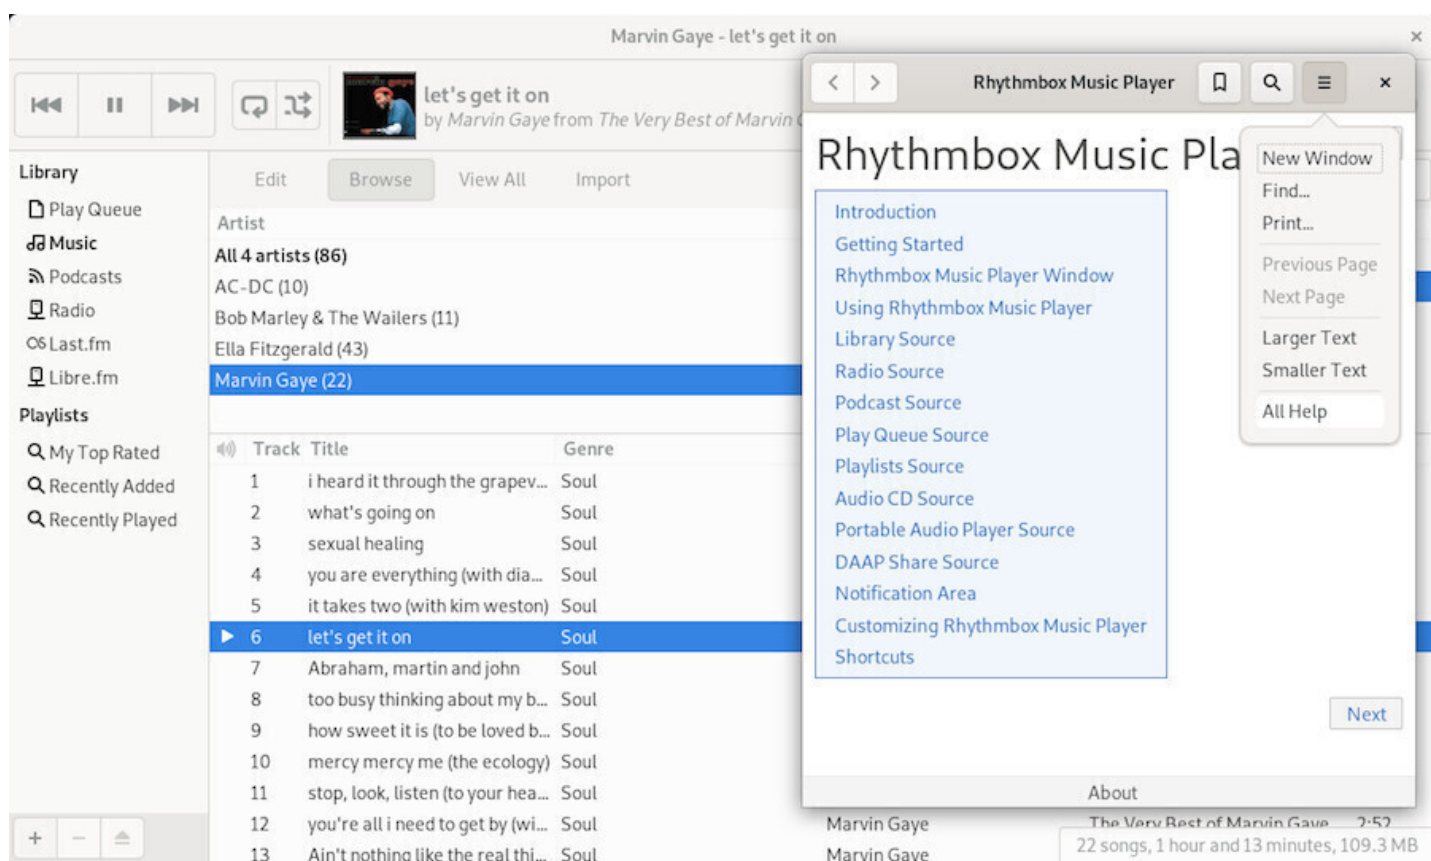 Marvin Gaye - let's get it on
let's get it on
by Marvin Gaye from The Very Best of Marvin
Library
Play Queue
Music
Podcasts
Radio
Last.fm
Libre.fm
Playlists
My Top Rated
Recently Added
Recently Played
Edit Browse View All Import
Artist
All 4 artists (86)
AC-DC (10)
Bob Marley & The Wailers (11)
Ella Fitzgerald (43)
Marvin Gaye (22)
Track Title Genre
1 i heard it through the grapev... Soul
2 what's going on Soul
3 sexual healing Soul
4 you are everything (with dia... Soul
5 it takes two (with kim weston) Soul
6 let's get it on Soul
7 Abraham, martin and john Soul
8 too busy thinking about my b... Soul
9 how sweet it is (to be loved b... Soul
10 mercy mercy me (the ecology) Soul
11 stop, look, listen (to your hea... Soul
12 you're all i need to get by (wi... Soul Marvin Gaye The Very Best of Marvin Gaye 2:52
13 Ain't nothing like the real thi... Soul Marvin Gaye
22 songs, 1 hour and 13 minutes, 109.3 MB
Rhythmbox Music Player
Rhythmbox Music Pla
Introduction
Getting Started
Rhythmbox Music Player Window
Using Rhythmbox Music Player
Library Source
Radio Source
Podcast Source
Play Queue Source
Playlists Source
Audio CD Source
Portable Audio Player Source
DAAP Share Source
Notification Area
Customizing Rhythmbox Music Player
Shortcuts
Next
About
New Window
Find...
Print...
Previous Page
Next Page
Larger Text
Smaller Text
All Help